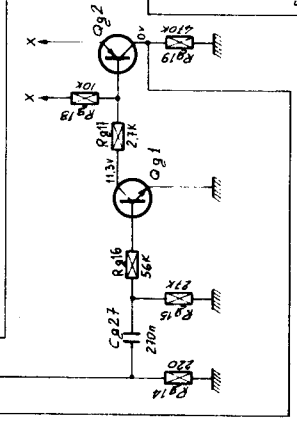 Qg2
X
X
0V
470K
Rg19
10K
Rg18
Rg17
2.7K
11.3V
Qg1
Rg16
56K
27K
Rg15
Cg27
270n
220
Rg14